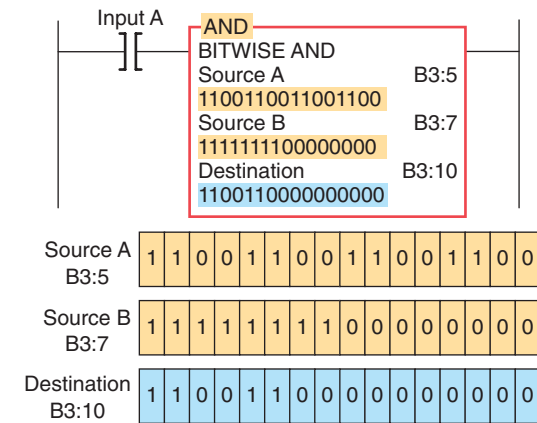 Input A
AND
BITWISE AND
Source A B3:5
1100110011001100
Source B B3:7
1111111100000000
Destination B3:10
1100110000000000
Source A
B3:5
1 1 0 0 1 1 0 0 1 1 0 0 1 1 0 0
Source B
B3:7
1 1 1 1 1 1 1 1 0 0 0 0 0 0 0 0
Destination
B3:10
1 1 0 0 1 1 0 0 0 0 0 0 0 0 0 0